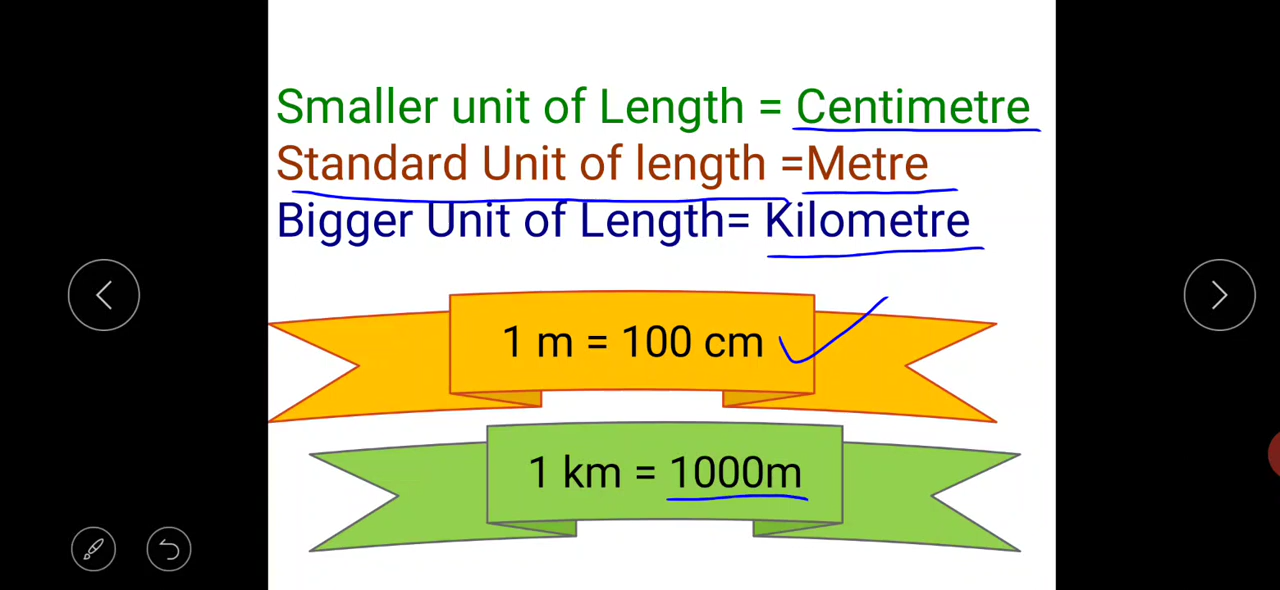 Smaller unit of Length = Centimetre
Standard Unit of length =Metre
Bigger Unit of Length= Kilometre
1 m = 100 cm
1 km = 1000m